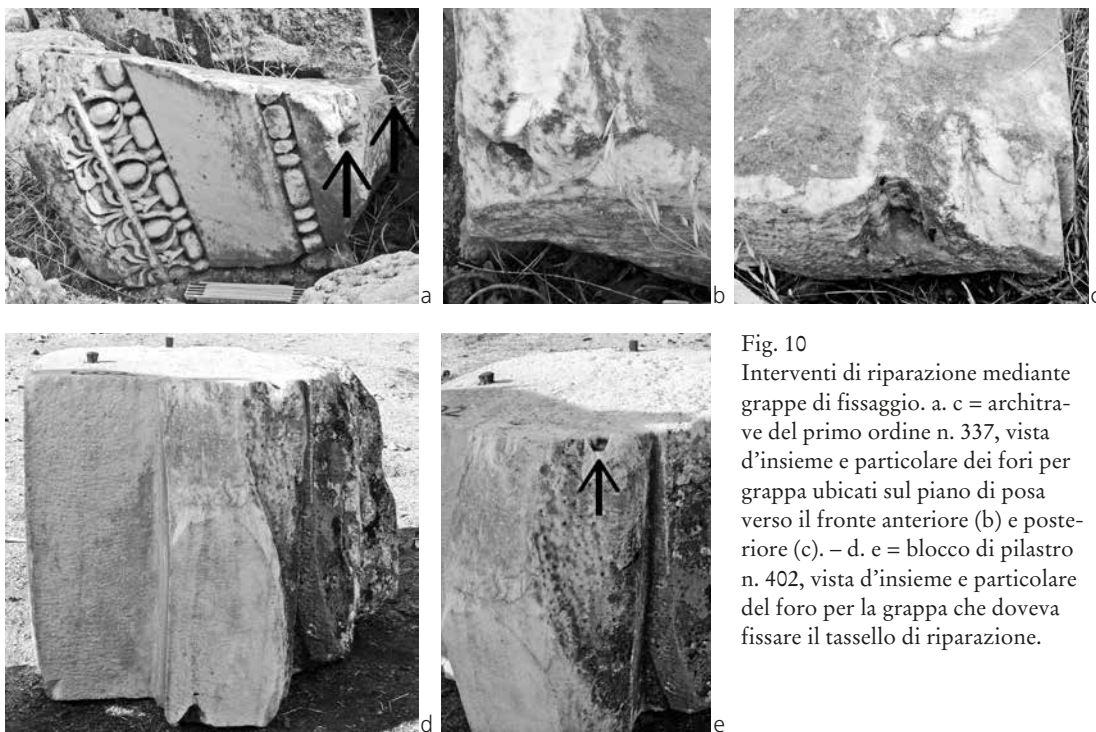 a
b
c
d
e
Fig. 10
Interventi di riparazione mediante
grappe di fissaggio. a. c = architra-
ve del primo ordine n. 337, vista
d’insieme e particolare dei fori per
grappa ubicati sul piano di posa
verso il fronte anteriore (b) e poste-
riore (c). – d. e = blocco di pilastro
n. 402, vista d’insieme e particolare
del foro per la grappa che doveva
fissare il tassello di riparazione.